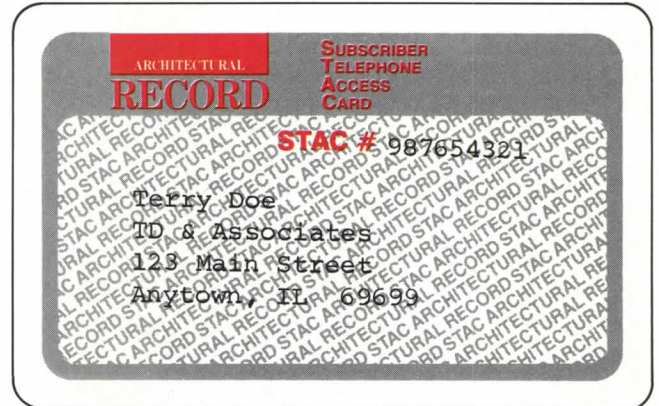 ARCHITECTURAL
RECORD
SUBSCRIBER
TELEPHONE
ACCESS
CARD
STAC # 987654321
Terry Doe
TD & Associates
123 Main Street
Anytown, IL 69699